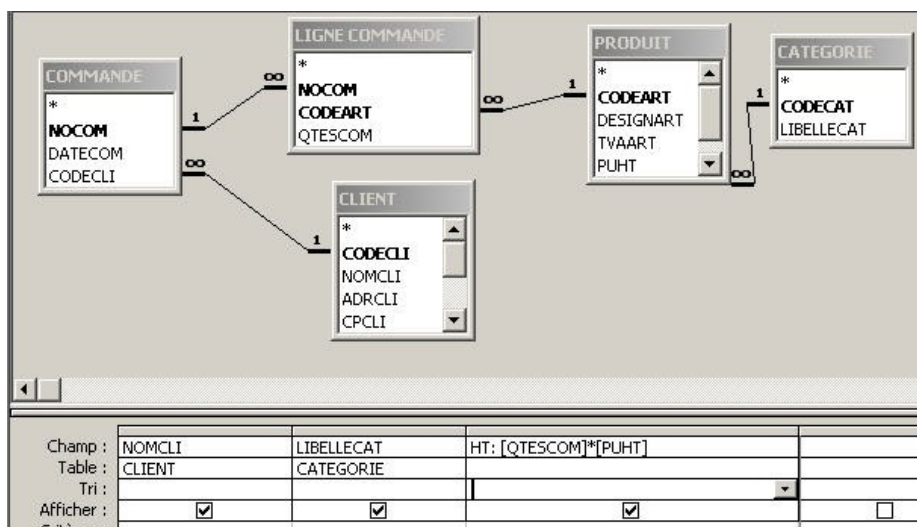 COMMANDE
*
NOCOM
DATECOM
CODECLI
1
∞
∞
LIGNE COMMANDE
*
NOCOM
CODEART
QTESCOM
∞
1
PRODUIT
*
CODEART
DESIGNART
TVAART
PUHT
∞
1
CATEGORIE
*
CODECAT
LIBELLECAT
1
CLIENT
*
CODECLI
NOMCLI
ADRCLI
CPCLI
Champ : NOMCLI LIBELLECAT HT: [QTESCOM]*[PUHT]
Table : CLIENT CATEGORIE
Tri :
Afficher :